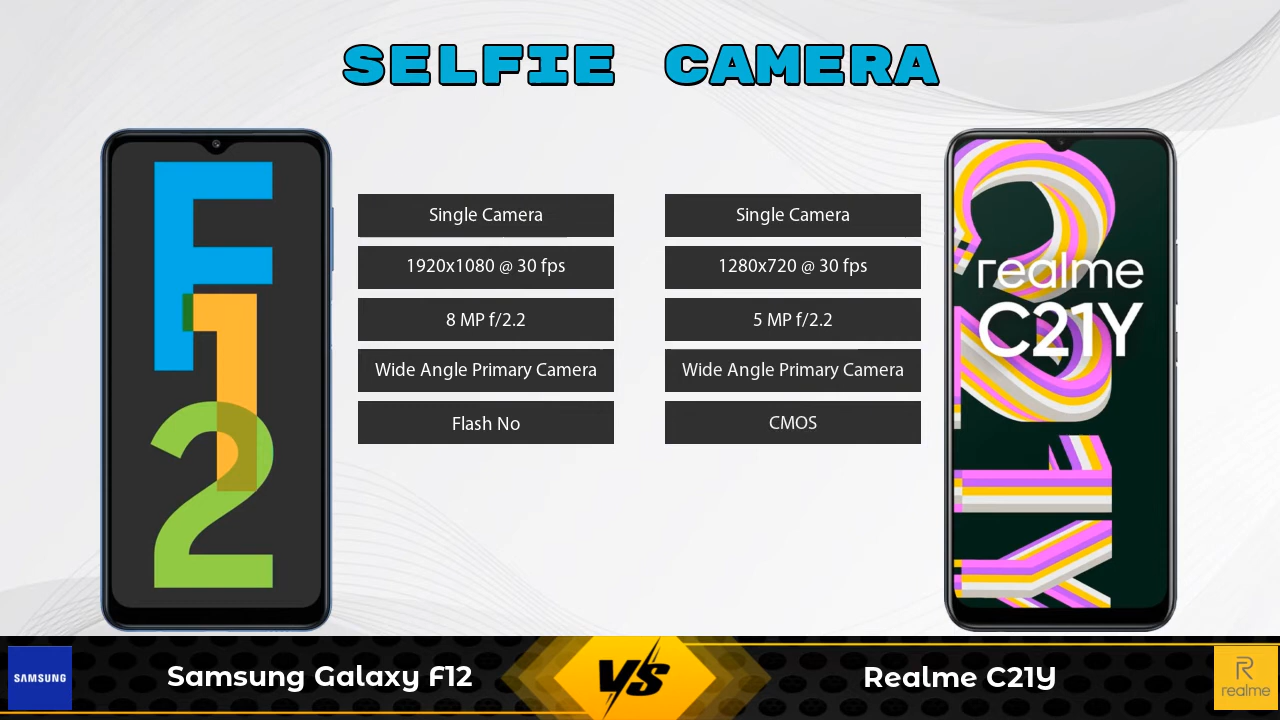 SELFIE CAMERA
F12
Single Camera
1920x1080 @ 30 fps
8 MP f/2.2
Wide Angle Primary Camera
Flash No
Single Camera
1280x720 @ 30 fps
5 MP f/2.2
Wide Angle Primary Camera
CMOS
C21Y
realme
C21Y
SAMSUNG
Samsung Galaxy F12
VS
Realme C21Y
R
realme